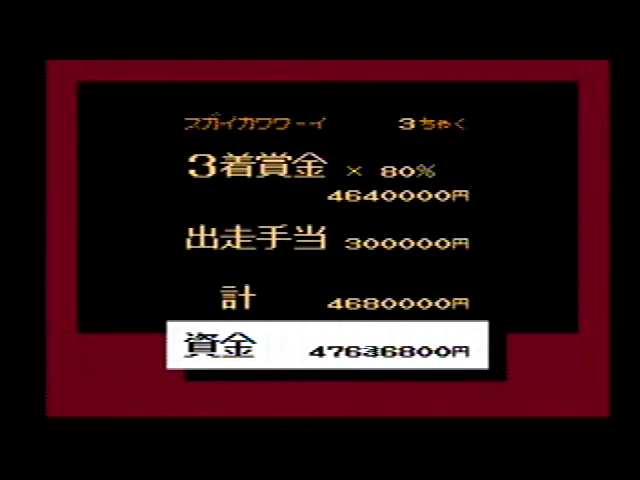 スガイカワワーイ 3ちゃく
3着賞金 × 80%
4640000円
出走手当 300000円
計 4680000円
資金 47636800円